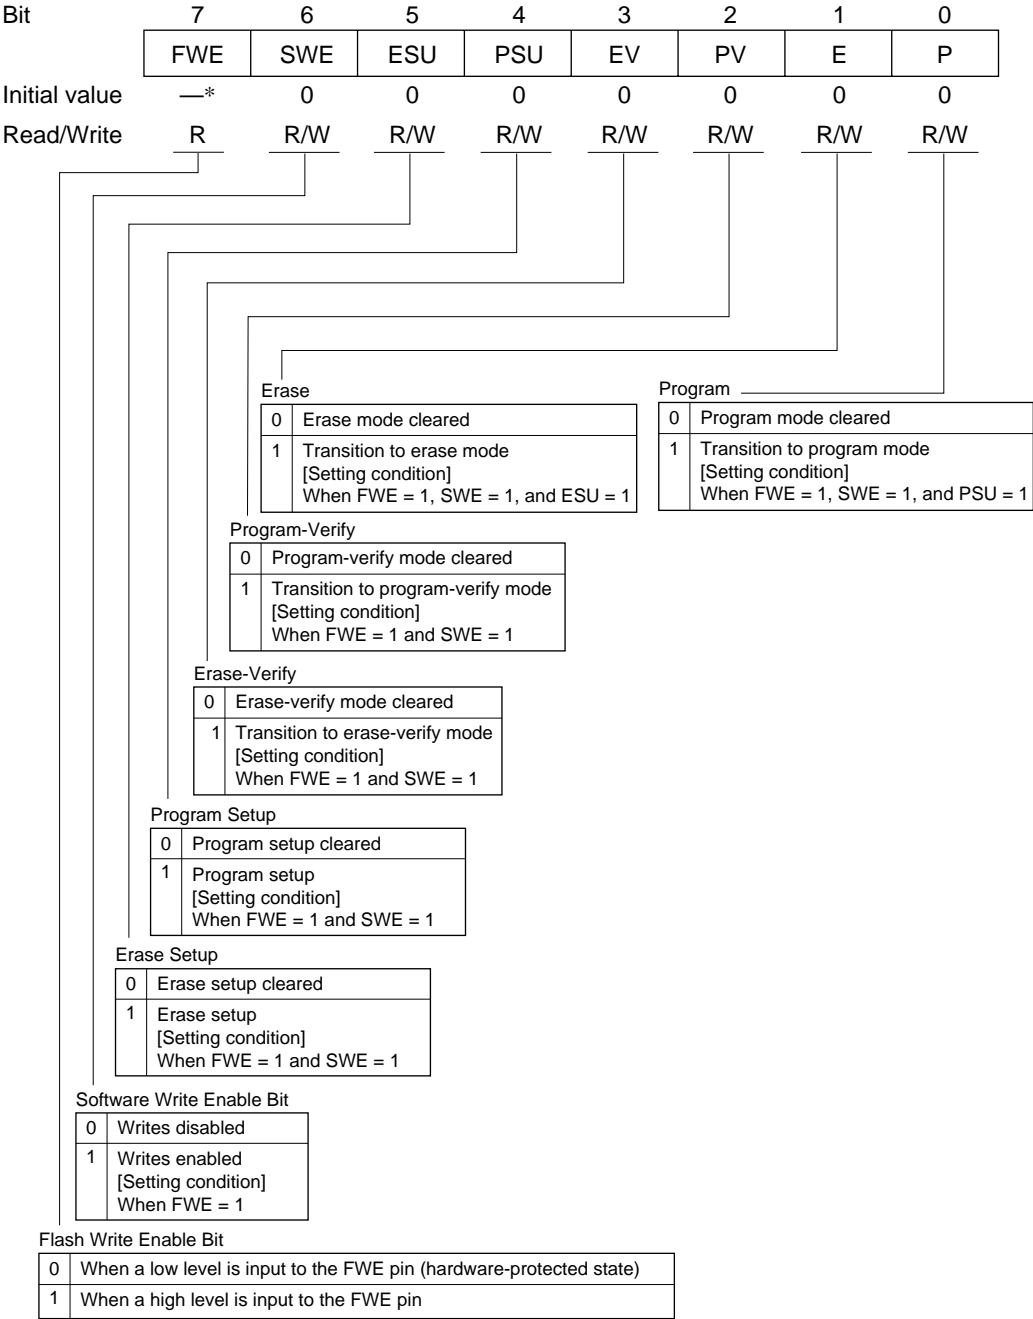 Bit 7 6 5 4 3 2 1 0
FWE SWE ESU PSU EV PV E P
Initial value —* 0 0 0 0 0 0 0
Read/Write R R/W R/W R/W R/W R/W R/W R/W
Erase
0 Erase mode cleared
1 Transition to erase mode
[Setting condition]
When FWE = 1, SWE = 1, and ESU = 1
Program
0 Program mode cleared
1 Transition to program mode
[Setting condition]
When FWE = 1, SWE = 1, and PSU = 1
Program-Verify
0 Program-verify mode cleared
1 Transition to program-verify mode
[Setting condition]
When FWE = 1 and SWE = 1
Erase-Verify
0 Erase-verify mode cleared
1 Transition to erase-verify mode
[Setting condition]
When FWE = 1 and SWE = 1
Program Setup
0 Program setup cleared
1 Program setup
[Setting condition]
When FWE = 1 and SWE = 1
Erase Setup
0 Erase setup cleared
1 Erase setup
[Setting condition]
When FWE = 1 and SWE = 1
Software Write Enable Bit
0 Writes disabled
1 Writes enabled
[Setting condition]
When FWE = 1
Flash Write Enable Bit
0 When a low level is input to the FWE pin (hardware-protected state)
1 When a high level is input to the FWE pin